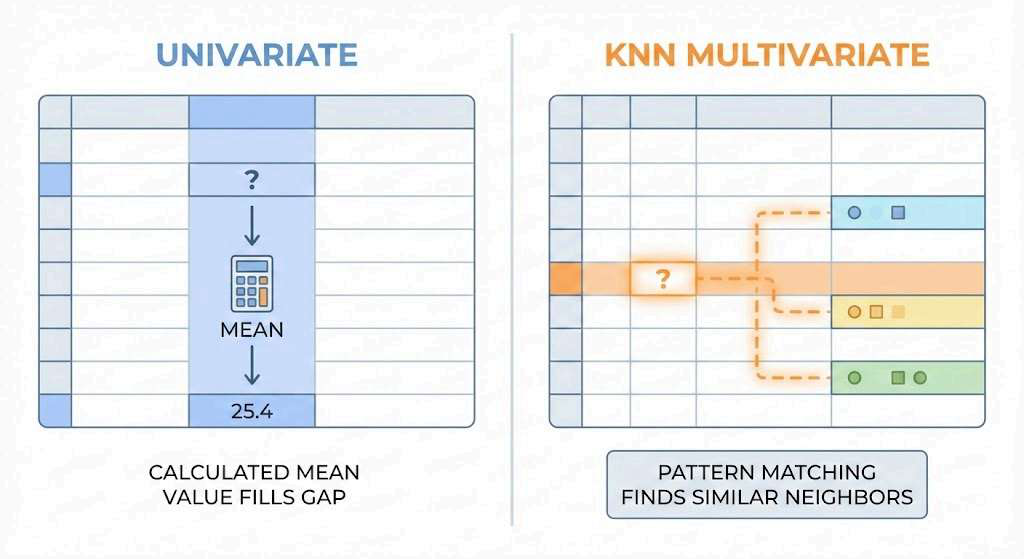 UNIVARIATE
?
MEAN
25.4
CALCULATED MEAN
VALUE FILLS GAP
KNN MULTIVARIATE
?
PATTERN MATCHING
FINDS SIMILAR NEIGHBORS